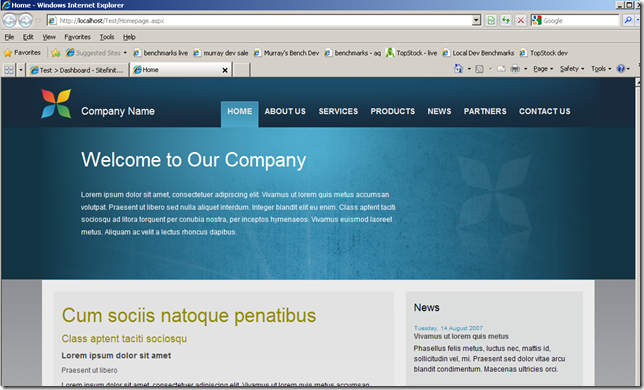 Home - Windows Internet Explorer
http://localhost/Test/Homepage.aspx
Google
File Edit View Favorites Tools Help
Favorites Suggested Sites benchmarks live murray dev sale Murray's Bench Dev benchmarks - aq TopStock - live Local Dev Benchmarks TopStock dev
Test > Dashboard - Sitefinit... Home Page Safety Tools
Company Name
HOME ABOUT US SERVICES PRODUCTS NEWS PARTNERS CONTACT US
Welcome to Our Company
Lorem ipsum dolor sit amet, consectetuer adipiscing elit. Vivamus ut lorem quis metus accumsan
volutpat. Praesent ut libero sed nulla aliquet interdum. Integer blandit elit eu enim. Class aptent taciti
sociosqu ad litora torquent per conubia nostra, per inceptos hymenaeos. Vivamus euismod laoreet
metus. Aliquam ac velit a lectus rhoncus dapibus.
Cum sociis natoque penatibus
Class aptent taciti sociosqu
Lorem ipsum dolor sit amet
Praesent ut libero
Lorem ipsum dolor sit amet, consectetuer adipiscing elit. Vivamus ut lorem quis metus
News
Tuesday, 14 August 2007
Vivamus ut lorem quis metus
Phasellus felis metus, luctus nec, mattis id,
sollicitudin vel, mi. Praesent sed dolor vitae arcu
blandit condimentum. Maecenas ultricies orci.